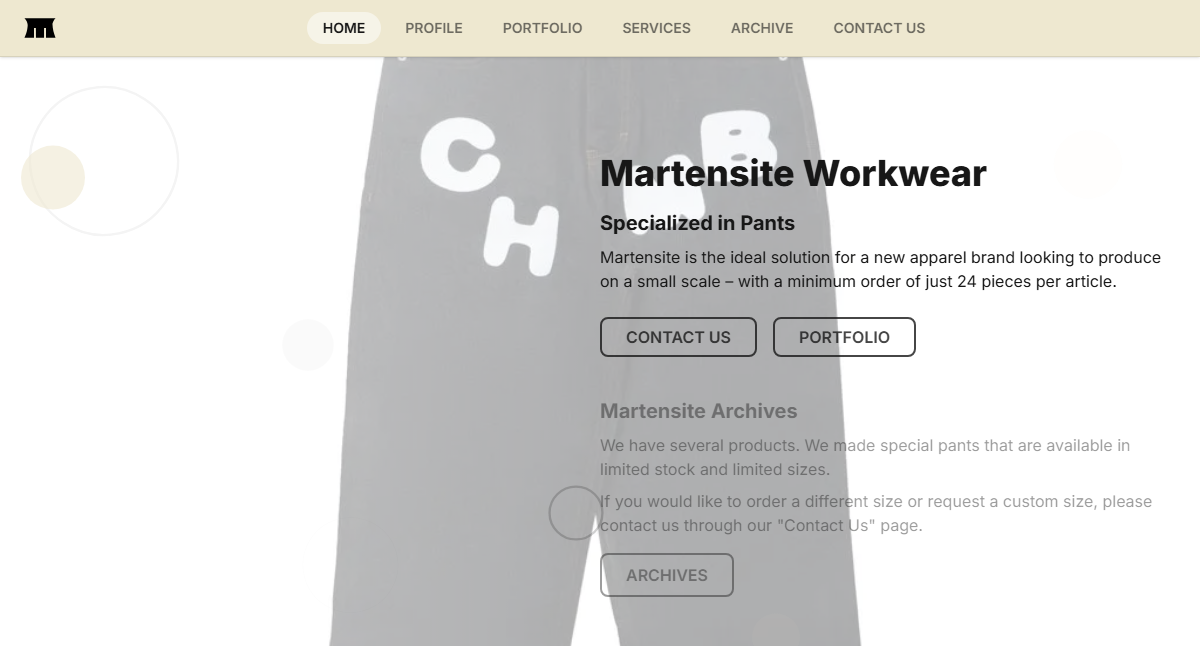 HOME PROFILE PORTFOLIO SERVICES ARCHIVE CONTACT US
C
H
B
Martensite Workwear
Specialized in Pants
Martensite is the ideal solution for a new apparel brand looking to produce
on a small scale – with a minimum order of just 24 pieces per article.
CONTACT US PORTFOLIO
Martensite Archives
We have several products. We made special pants that are available in
limited stock and limited sizes.
If you would like to order a different size or request a custom size, please
contact us through our "Contact Us" page.
ARCHIVES